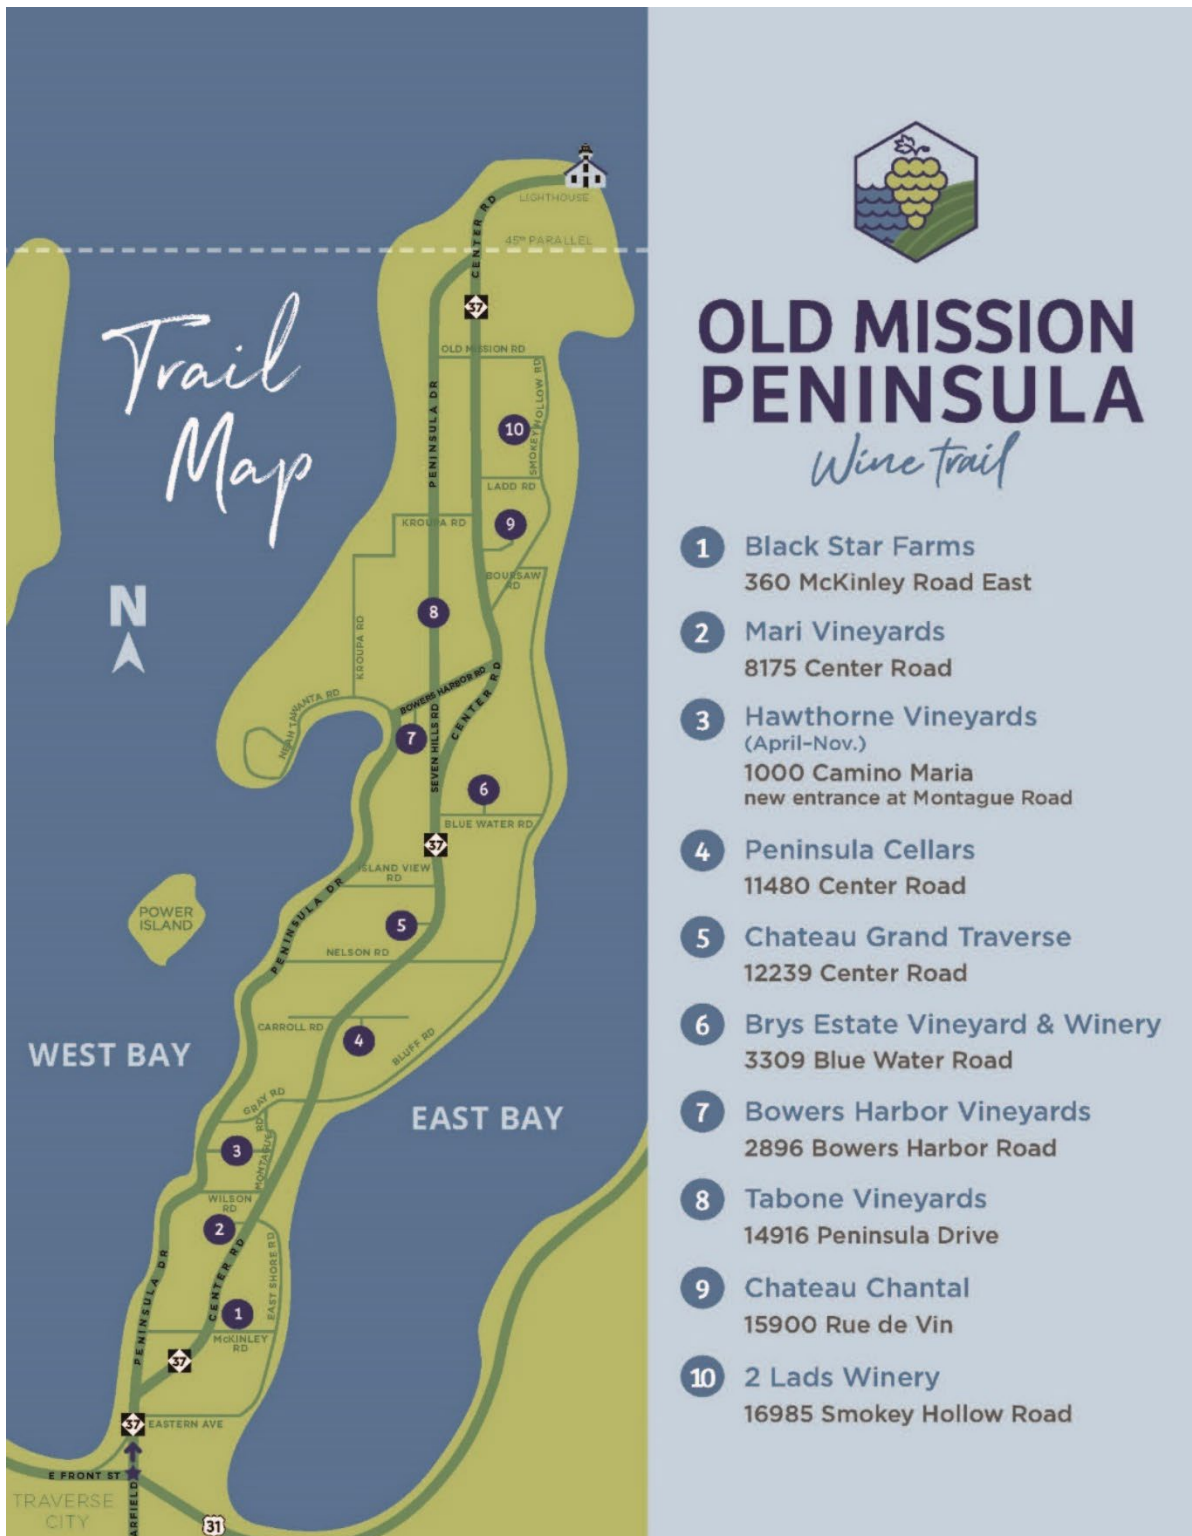 LIGHTHOUSE
CENTER RD
45TH PARALLEL
37
Trail
Map
OLD MISSION RD
PENINSULA DR
SMOKEY HOLLOW RD
10
LADD RD
9
KROUPA RD
BOURSAW
RD
N
8
KROUPA RD
NEAHTAWANTA RD
BOWERS HARBOR RD
CENTER RD
7
SEVEN HILLS RD
6
BLUE WATER RD
37
ISLAND VIEW
RD
PENINSULA DR
POWER
ISLAND
5
NELSON RD
CARROLL RD
4
BLUFF RD
WEST BAY
EAST BAY
GRAY RD
MONTAGUE RD
3
WILSON
RD
2
CENTER RD
EAST SHORE RD
PENINSULA DR
1
McKINLEY
RD
37
37
EASTERN AVE
E FRONT ST
TRAVERSE
CITY
31
OLD MISSION
PENINSULA
Wine trail
1 Black Star Farms
360 McKinley Road East
2 Mari Vineyards
8175 Center Road
3 Hawthorne Vineyards
(April–Nov.)
1000 Camino Maria
new entrance at Montague Road
4 Peninsula Cellars
11480 Center Road
5 Chateau Grand Traverse
12239 Center Road
6 Brys Estate Vineyard & Winery
3309 Blue Water Road
7 Bowers Harbor Vineyards
2896 Bowers Harbor Road
8 Tabone Vineyards
14916 Peninsula Drive
9 Chateau Chantal
15900 Rue de Vin
10 2 Lads Winery
16985 Smokey Hollow Road